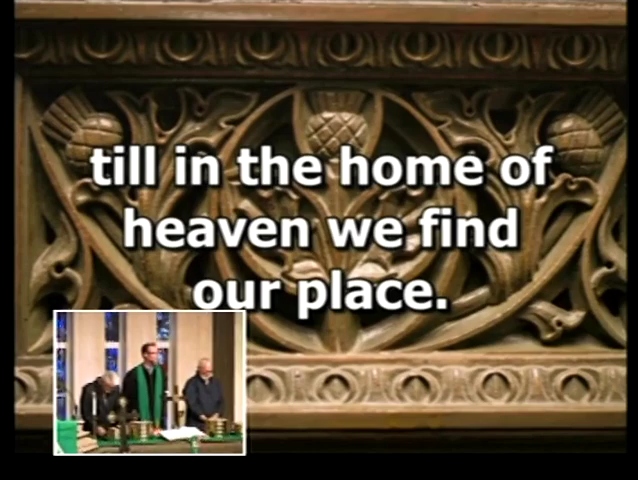 till in the home of
heaven we find
our place.